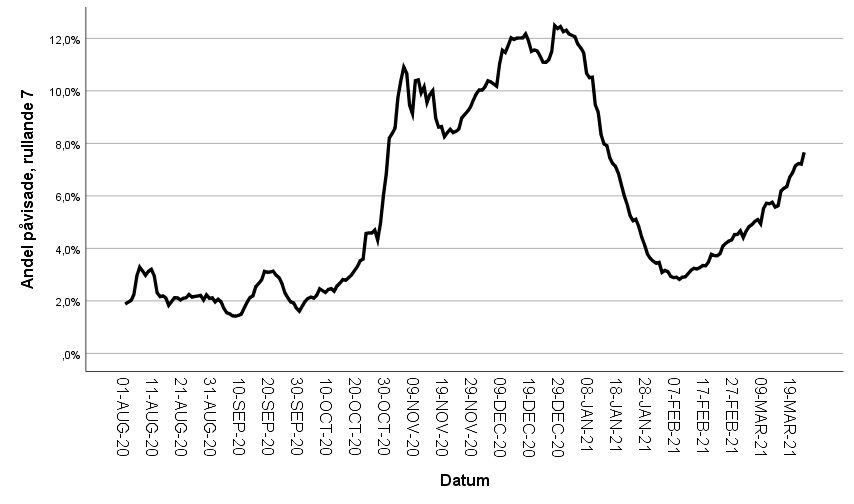 Andel påvisade, rullande 7
12,0%
10,0%
8,0%
6,0%
4,0%
2,0%
,0%
01-AUG-20
11-AUG-20
21-AUG-20
31-AUG-20
10-SEP-20
20-SEP-20
30-SEP-20
10-OCT-20
20-OCT-20
30-OCT-20
09-NOV-20
19-NOV-20
29-NOV-20
09-DEC-20
19-DEC-20
29-DEC-20
08-JAN-21
18-JAN-21
28-JAN-21
07-FEB-21
17-FEB-21
27-FEB-21
09-MAR-21
19-MAR-21
Datum